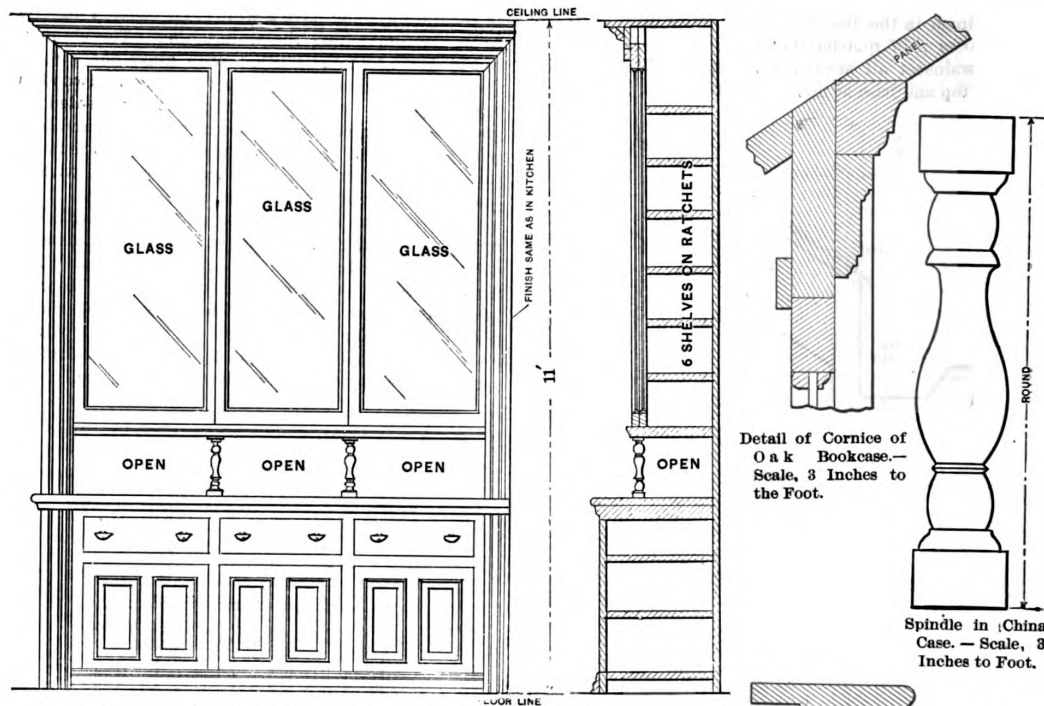 CEILING LINE
GLASS
GLASS
GLASS
FINISH SAME AS IN KITCHEN
11'
OPEN
OPEN
OPEN
LINE
6 SHELVES ON RATCHETS
OPEN
PANEL
Detail of Cornice of
Oak Bookcase.—
Scale, 3 Inches to
the Foot.
ROUND
Spindle in China
Case. — Scale, 3
Inches to Foot.